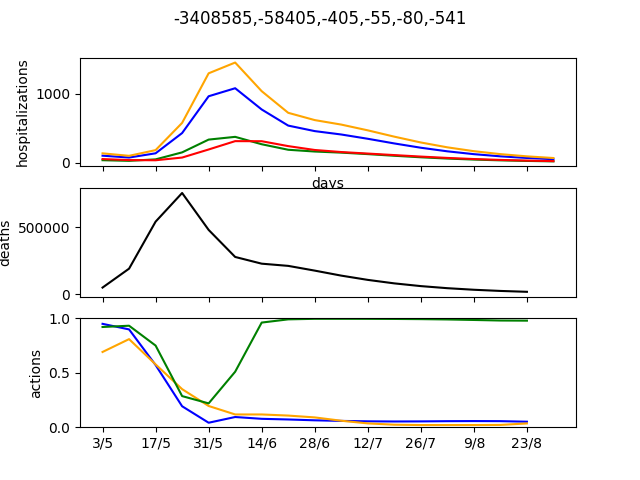 -3408585,-58405,-405,-55,-80,-541
hospitalizations
1000
0
days
deaths
500000
0
actions
1.0
0.5
0.0
3/5 17/5 31/5 14/6 28/6 12/7 26/7 9/8 23/8